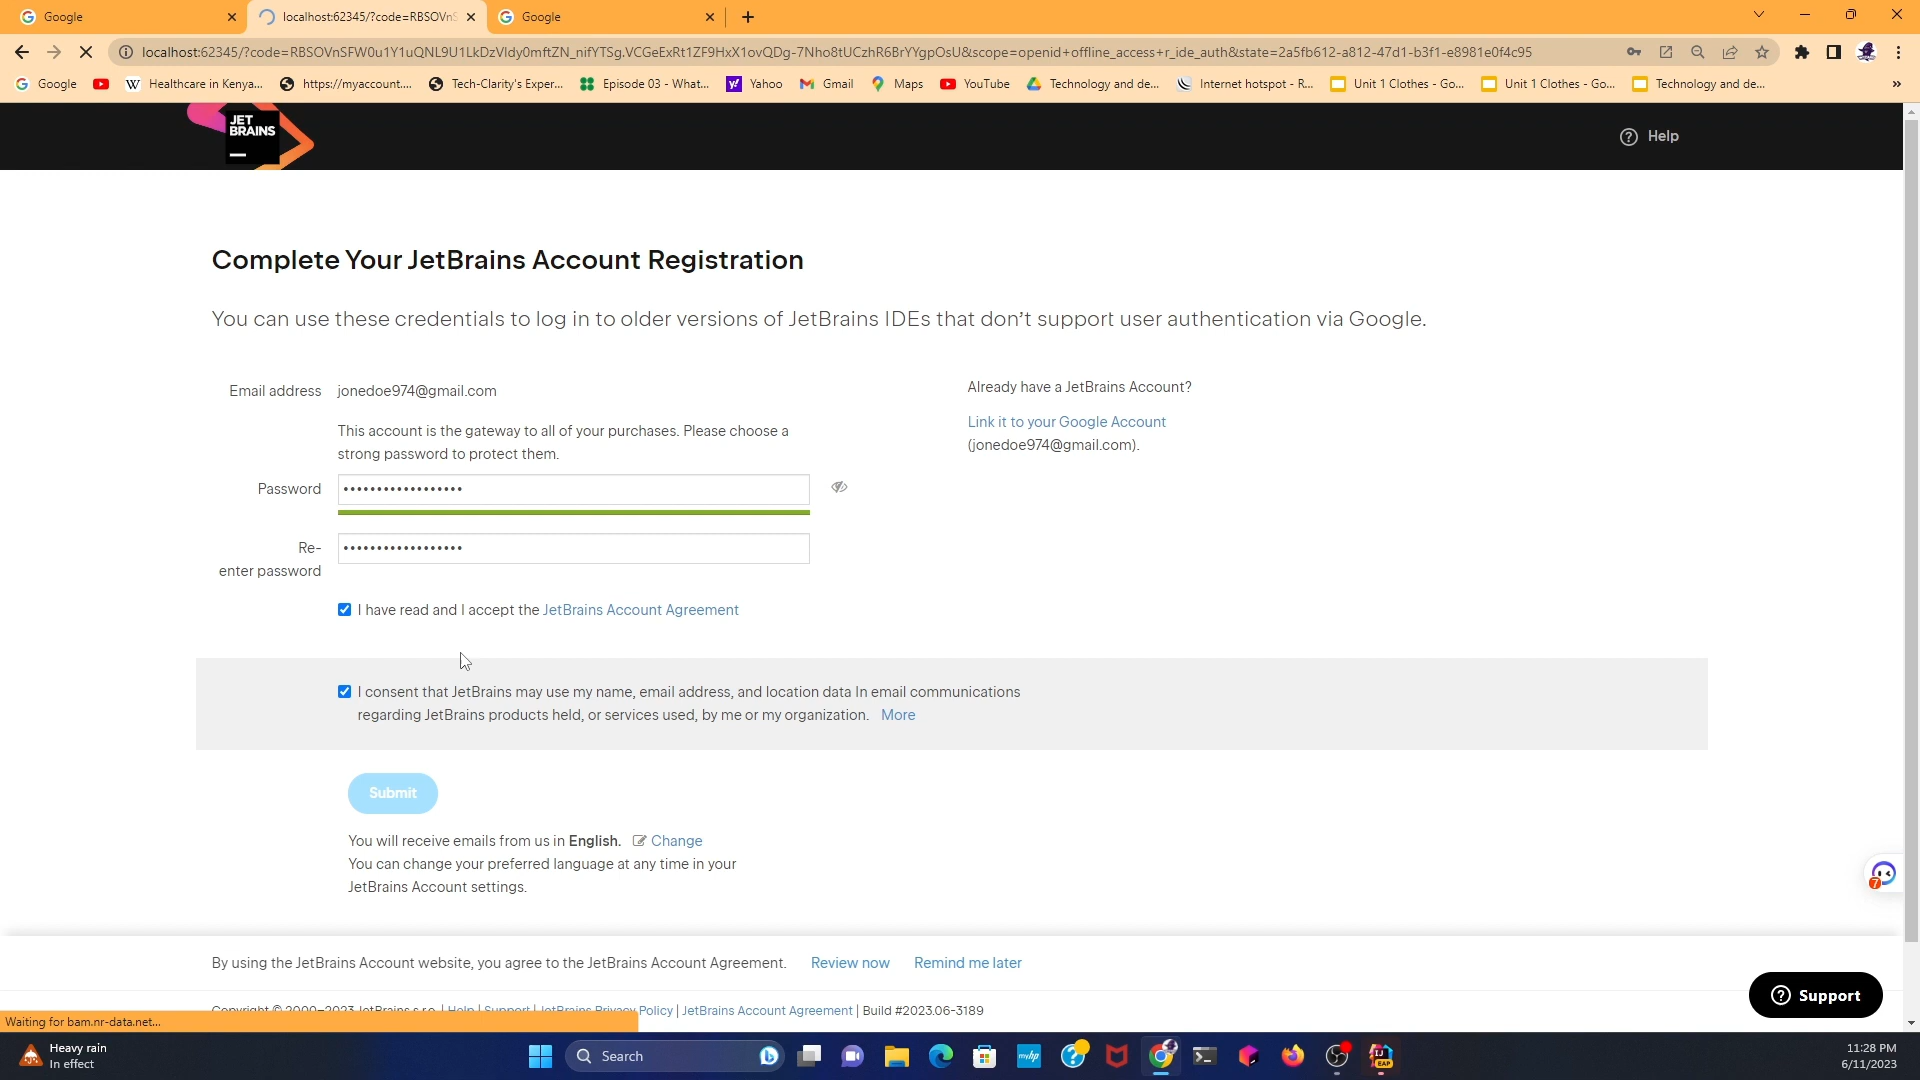 Google
localhost:62345/?code=RBSOVnS
Google
localhost:62345/?code=RBSOVnSFW0u1Y1uQNL9U1LkDzVldy0mftZN_nifYTSg.VCGeExRt1ZF9HxX1ovQDg-7Nho8tUCzhR6BrYYgpOsU&scope=openid+offline_access+r_ide_auth&state=2a5fb612-a812-47d1-b3f1-e8981e0f4c95
Google Healthcare in Kenya... https://myaccount.... Tech-Clarity's Exper... Episode 03 - What... Yahoo Gmail Maps YouTube Technology and de... Internet hotspot - R... Unit 1 Clothes - Go... Unit 1 Clothes - Go... Technology and de... »
JET
BRAINS
Help
Complete Your JetBrains Account Registration
You can use these credentials to log in to older versions of JetBrains IDEs that don't support user authentication via Google.
Email address jonedoe974@gmail.com
This account is the gateway to all of your purchases. Please choose a
strong password to protect them.
Password ••••••••••••••••••
Re-
enter password ••••••••••••••••••
Already have a JetBrains Account?
Link it to your Google Account
(jonedoe974@gmail.com).
I have read and I accept the JetBrains Account Agreement
I consent that JetBrains may use my name, email address, and location data In email communications
regarding JetBrains products held, or services used, by me or my organization. More
Submit
You will receive emails from us in English. Change
You can change your preferred language at any time in your
JetBrains Account settings.
7
By using the JetBrains Account website, you agree to the JetBrains Account Agreement. Review now Remind me later
Copyright © 2000–2023 JetBrains s.r.o. | Help | Support | JetBrains Privacy Policy | JetBrains Account Agreement | Build #2023.06-3189
Support
Waiting for bam.nr-data.net...
Heavy rain
In effect
Search
11:28 PM
6/11/2023